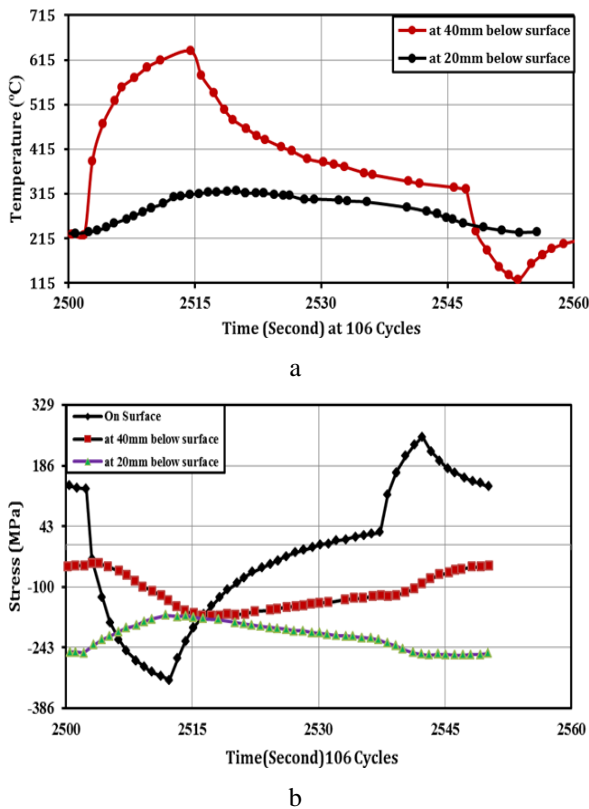 715
615
515
415
315
215
115
Temperature (°C)
at 40mm below surface
at 20mm below surface
2500 2515 2530 2545 2560
Time (Second) at 106 Cycles
a
329
186
43
-100
-243
-386
Stress (MPa)
On Surface
at 40mm below surface
at 20mm below surface
2500 2515 2530 2545 2560
Time(Second)106 Cycles
b